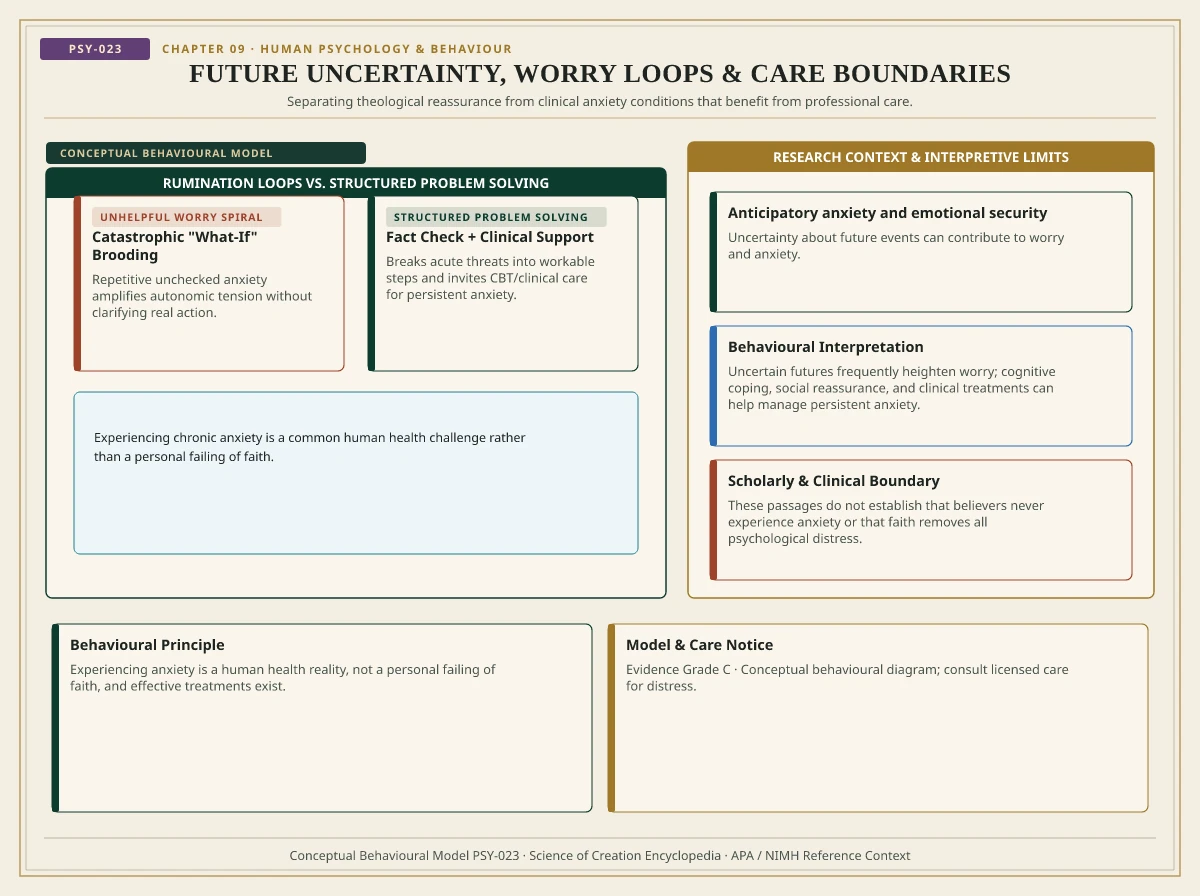 PSY-023
CHAPTER 09 · HUMAN PSYCHOLOGY & BEHAVIOUR
FUTURE UNCERTAINTY, WORRY LOOPS & CARE BOUNDARIES
Separating theological reassurance from clinical anxiety conditions that benefit from professional care.
CONCEPTUAL BEHAVIOURAL MODEL
RUMINATION LOOPS VS. STRUCTURED PROBLEM SOLVING
UNHELPFUL WORRY SPIRAL
Catastrophic "What-If"
Brooding
Repetitive unchecked anxiety
amplifies autonomic tension without
clarifying real action.
STRUCTURED PROBLEM SOLVING
Fact Check + Clinical Support
Breaks acute threats into workable
steps and invites CBT/clinical care
for persistent anxiety.
Experiencing chronic anxiety is a common human health challenge rather
than a personal failing of faith.
RESEARCH CONTEXT & INTERPRETIVE LIMITS
Anticipatory anxiety and emotional security
Uncertainty about future events can contribute to worry
and anxiety.
Behavioural Interpretation
Uncertain futures frequently heighten worry; cognitive
coping, social reassurance, and clinical treatments can
help manage persistent anxiety.
Scholarly & Clinical Boundary
These passages do not establish that believers never
experience anxiety or that faith removes all
psychological distress.
Behavioural Principle
Experiencing anxiety is a human health reality, not a personal failing of
faith, and effective treatments exist.
Model & Care Notice
Evidence Grade C · Conceptual behavioural diagram; consult licensed care
for distress.
Conceptual Behavioural Model PSY-023 · Science of Creation Encyclopedia · APA / NIMH Reference Context